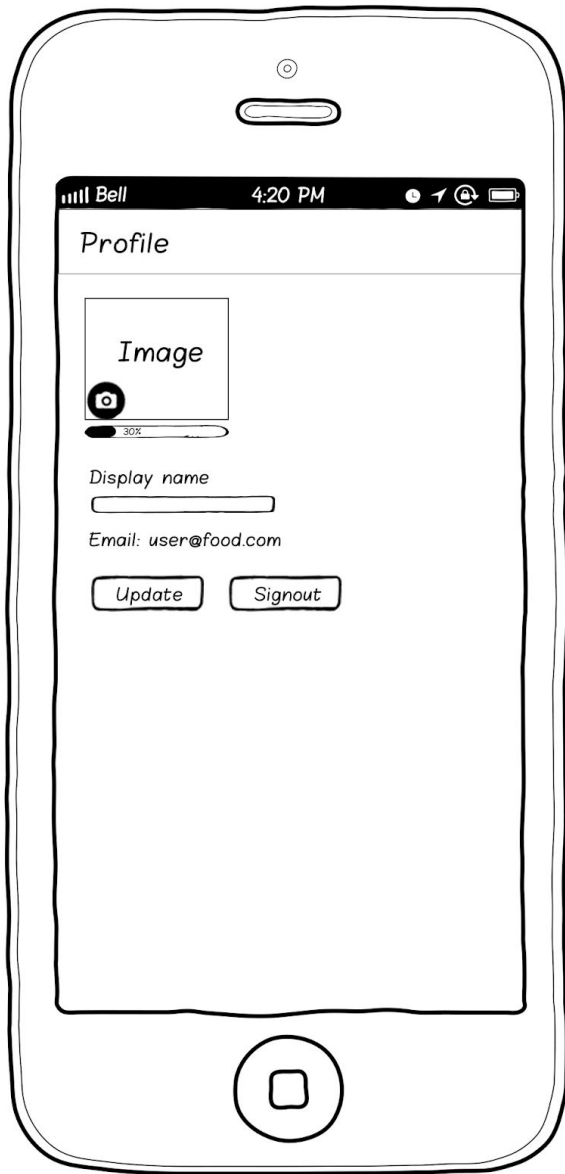 Bell 4:20 PM
Profile
Image
30%
Display name
Email: user@food.com
Update Signout